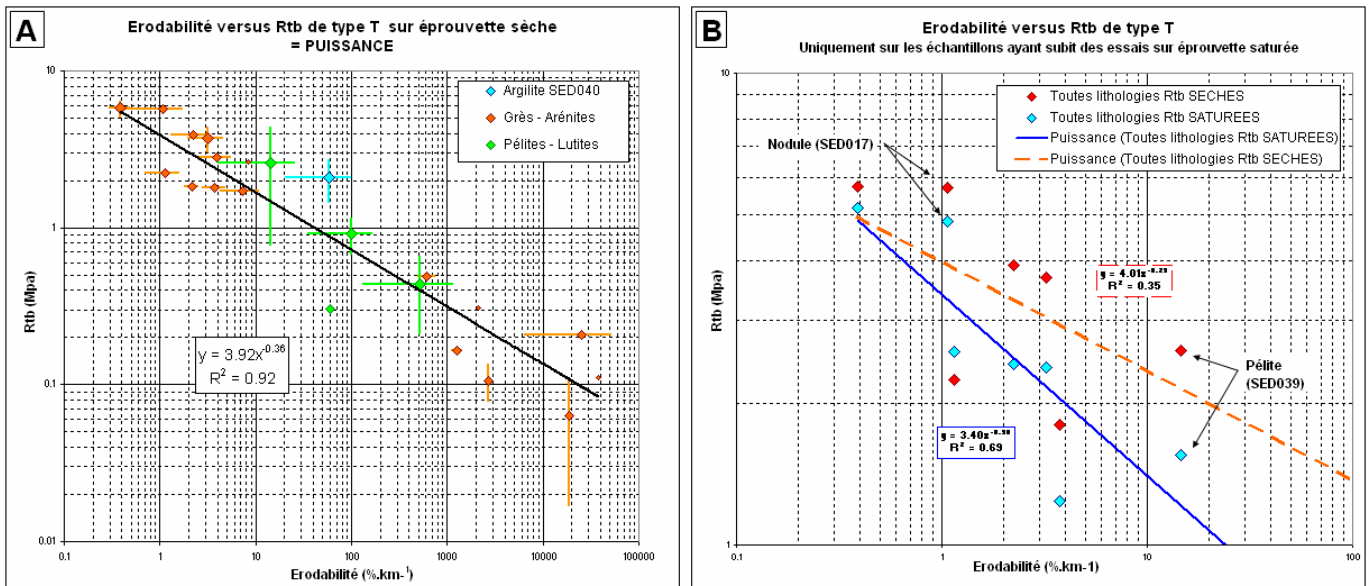 A
Erodabilité versus Rtb de type T sur éprouvette sèche
= PUISSANCE
10
1
0.1
0.01
Rtb (Mpa)
Argilite SED040
Grès - Arénites
Pélites - Lutites
y = 3.92x-0.36
R2 = 0.92
0.1 1 10 100 1000 10000 100000
Erodabilité (%.km-1)
B
Erodabilité versus Rtb de type T
Uniquement sur les échantillons ayant subit des essais sur éprouvette saturée
10
1
Rtb (Mpa)
Toutes lithologies Rtb SECHES
Toutes lithologies Rtb SATUREES
Puissance (Toutes lithologies Rtb SATUREES)
Puissance (Toutes lithologies Rtb SECHES)
Nodule (SED017)
R2 = 0.35
Pélite
(SED039)
R2 = 0.69
0.1 1 10 100
Erodabilité (%.km-1)